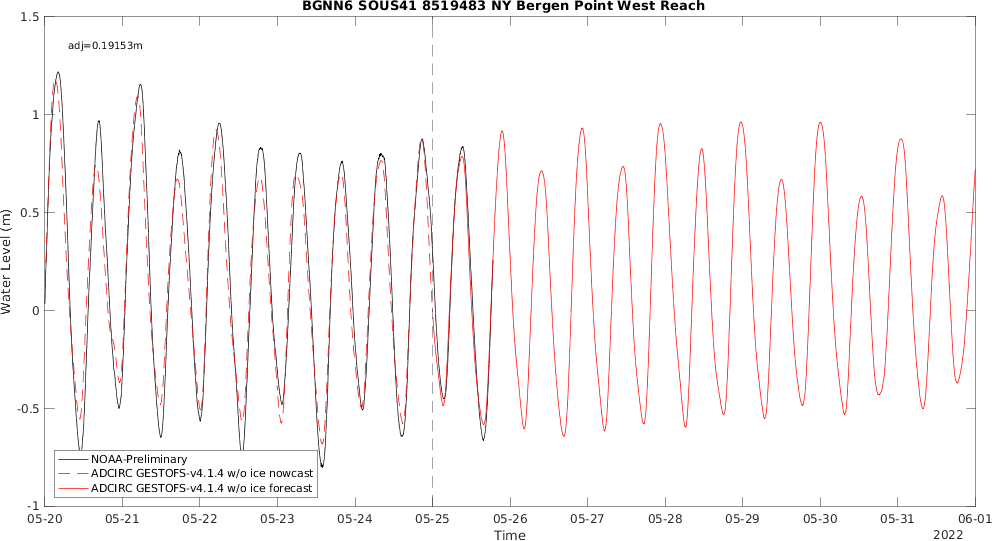 BGNN6 SOUS41 8519483 NY Bergen Point West Reach
1.5
adj=0.19153m
1
0.5
Water Level (m)
0
-0.5
NOAA-Preliminary
ADCIRC GESTOFS-v4.1.4 w/o ice nowcast
ADCIRC GESTOFS-v4.1.4 w/o ice forecast
-1
05-20 05-21 05-22 05-23 05-24 05-25 05-26 05-27 05-28 05-29 05-30 05-31 06-01
Time 2022